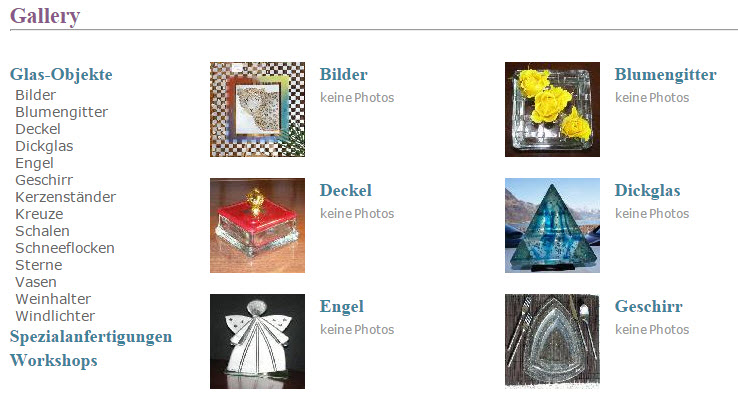 Gallery
Glas-Objekte
Bilder
Blumengitter
Deckel
Dickglas
Engel
Geschirr
Kerzenständer
Kreuze
Schalen
Schneeflocken
Sterne
Vasen
Weinhalter
Windlichter
Spezialanfertigungen
Workshops
Bilder
keine Photos
Blumengitter
keine Photos
Deckel
keine Photos
Dickglas
keine Photos
Engel
keine Photos
Geschirr
keine Photos